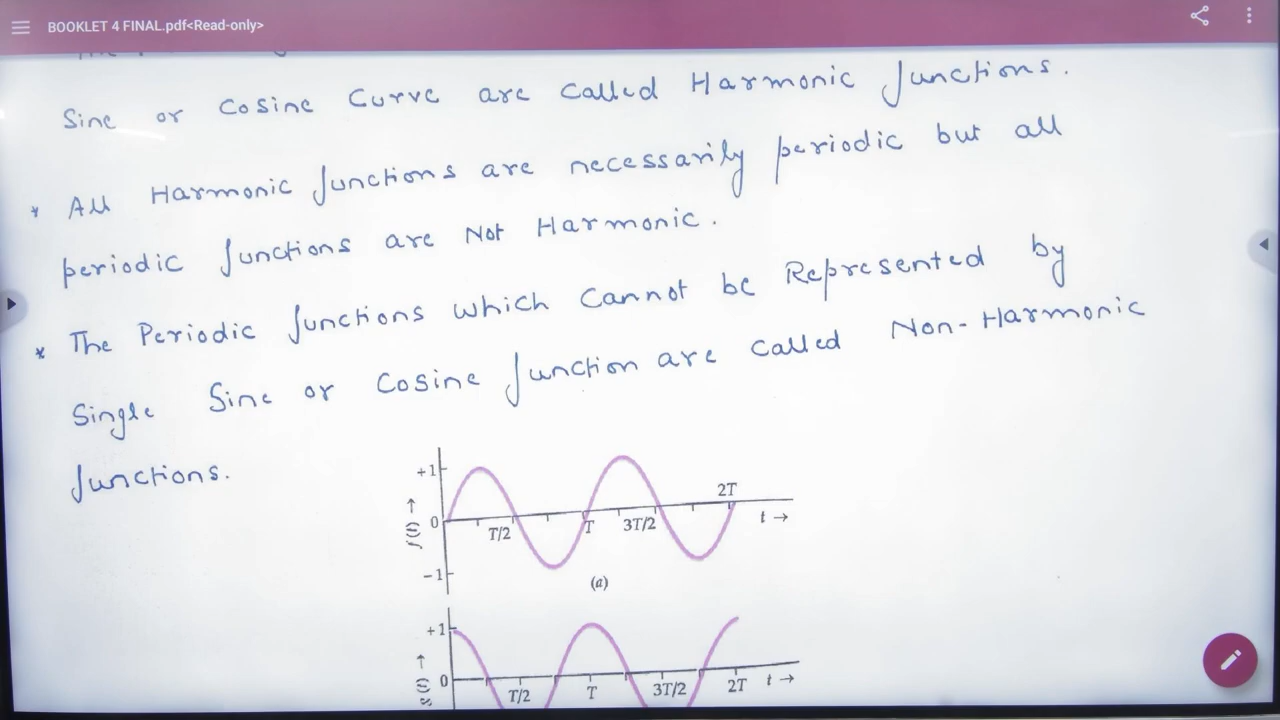 BOOKLET 4 FINAL.pdf<Read-only>
Sine or Cosine Curve are called Harmonic functions.
* All Harmonic functions are necessarily periodic but all
periodic functions are Not Harmonic.
* The Periodic functions which cannot be Represented by
Single Sine or Cosine function are called Non-Harmonic
functions.
+1
2T
0
T/2
T
3T/2
t →
f(t) →
−1
(a)
+1
0
T/2
T
3T/2
2T
t →